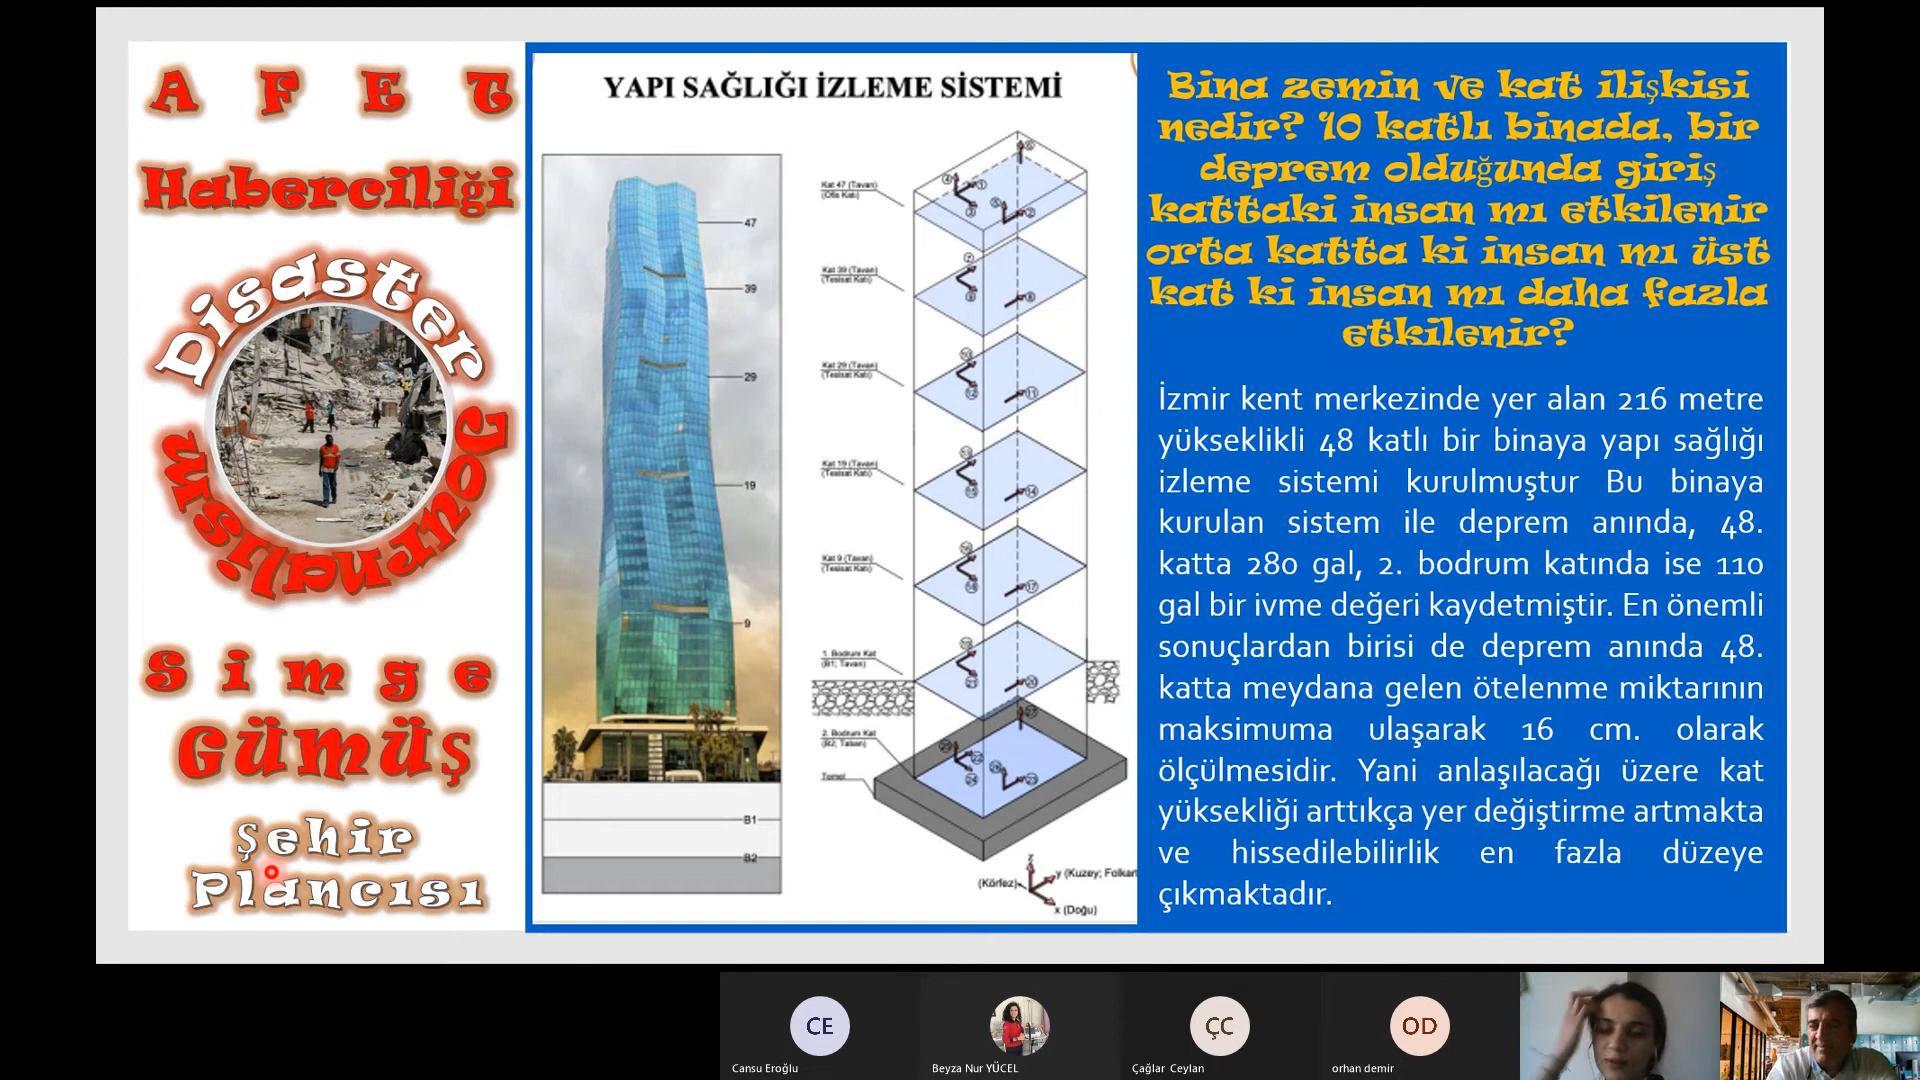 A F E T
Haberciliği
Disaster
Journalism
Simge
GÜMÜŞ
Şehir
Plancısı
YAPI SAĞLIĞI İZLEME SİSTEMİ
47
39
29
19
9
B1
B2
Kat 47 (Tavan)
(Ofis Katı)
Kat 39 (Tavan)
(Tesisat Katı)
Kat 29 (Tavan)
(Tesisat Katı)
Kat 19 (Tavan)
(Tesisat Katı)
Kat 9 (Tavan)
(Tesisat Katı)
1. Bodrum Kat
(B1; Tavan)
2. Bodrum Kat
(B2; Taban)
Temel
z
y (Kuzey; Folkart
(Körfez)
x (Doğu)
Bina zemin ve kat ilişkisi
nedir? 10 katlı binada, bir
deprem olduğunda giriş
kattaki insan mı etkilenir
orta katta ki insan mı üst
kat ki insan mı daha fazla
etkilenir?
İzmir kent merkezinde yer alan 216 metre
yükseklikli 48 katlı bir binaya yapı sağlığı
izleme sistemi kurulmuştur Bu binaya
kurulan sistem ile deprem anında, 48.
katta 280 gal, 2. bodrum katında ise 110
gal bir ivme değeri kaydetmiştir. En önemli
sonuçlardan birisi de deprem anında 48.
katta meydana gelen ötelenme miktarının
maksimuma ulaşarak 16 cm. olarak
ölçülmesidir. Yani anlaşılacağı üzere kat
yüksekliği arttıkça yer değiştirme artmakta
ve hissedilebilirlik en fazla düzeye
çıkmaktadır.
CE
ÇC
OD
Cansu Eroğlu
Beyza Nur YÜCEL
Çağlar Ceylan
orhan demir